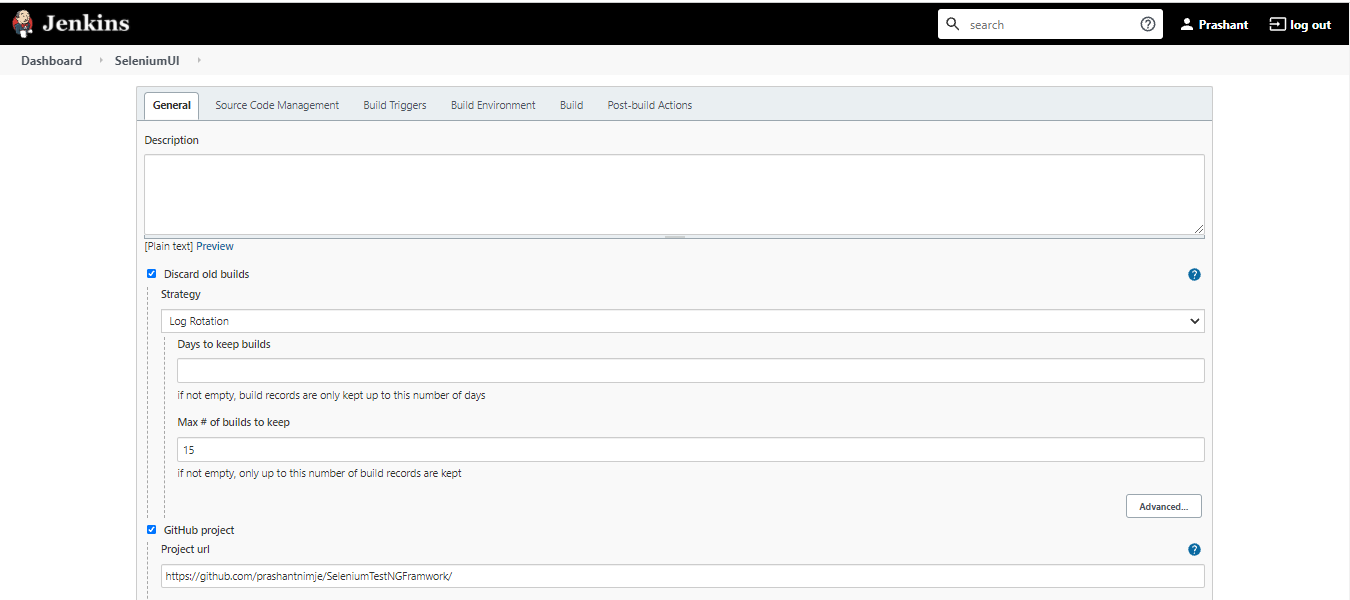 Jenkins search Prashant log out
Dashboard SeleniumUI
General Source Code Management Build Triggers Build Environment Build Post-build Actions
Description
[Plain text] Preview
Discard old builds
Strategy
Log Rotation
Days to keep builds
if not empty, build records are only kept up to this number of days
Max # of builds to keep
15
if not empty, only up to this number of build records are kept
Advanced...
GitHub project
Project url
https://github.com/prashantnimje/SeleniumTestNGFramwork/